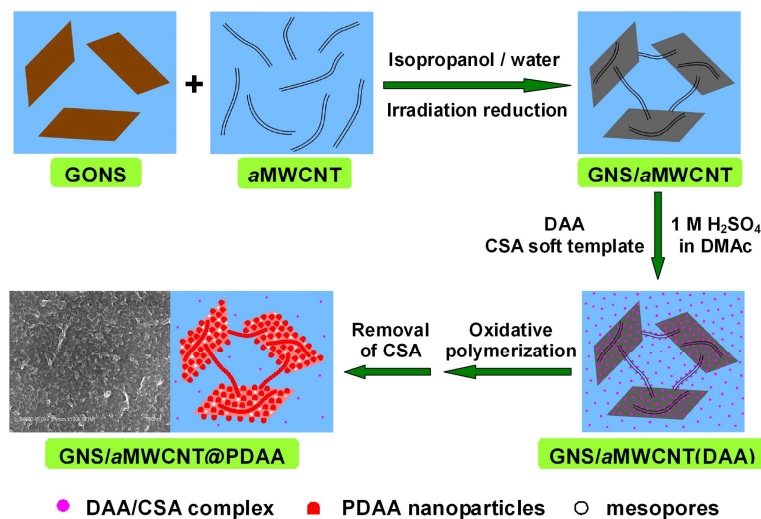 Isopropanol / water
+
Irradiation reduction
GONS
aMWCNT
GNS/aMWCNT
DAA
CSA soft template
1 M H₂SO₄
in DMAc
Removal
of CSA
Oxidative
polymerization
GNS/aMWCNT@PDAA
GNS/aMWCNT(DAA)
DAA/CSA complex
PDAA nanoparticles
mesopores